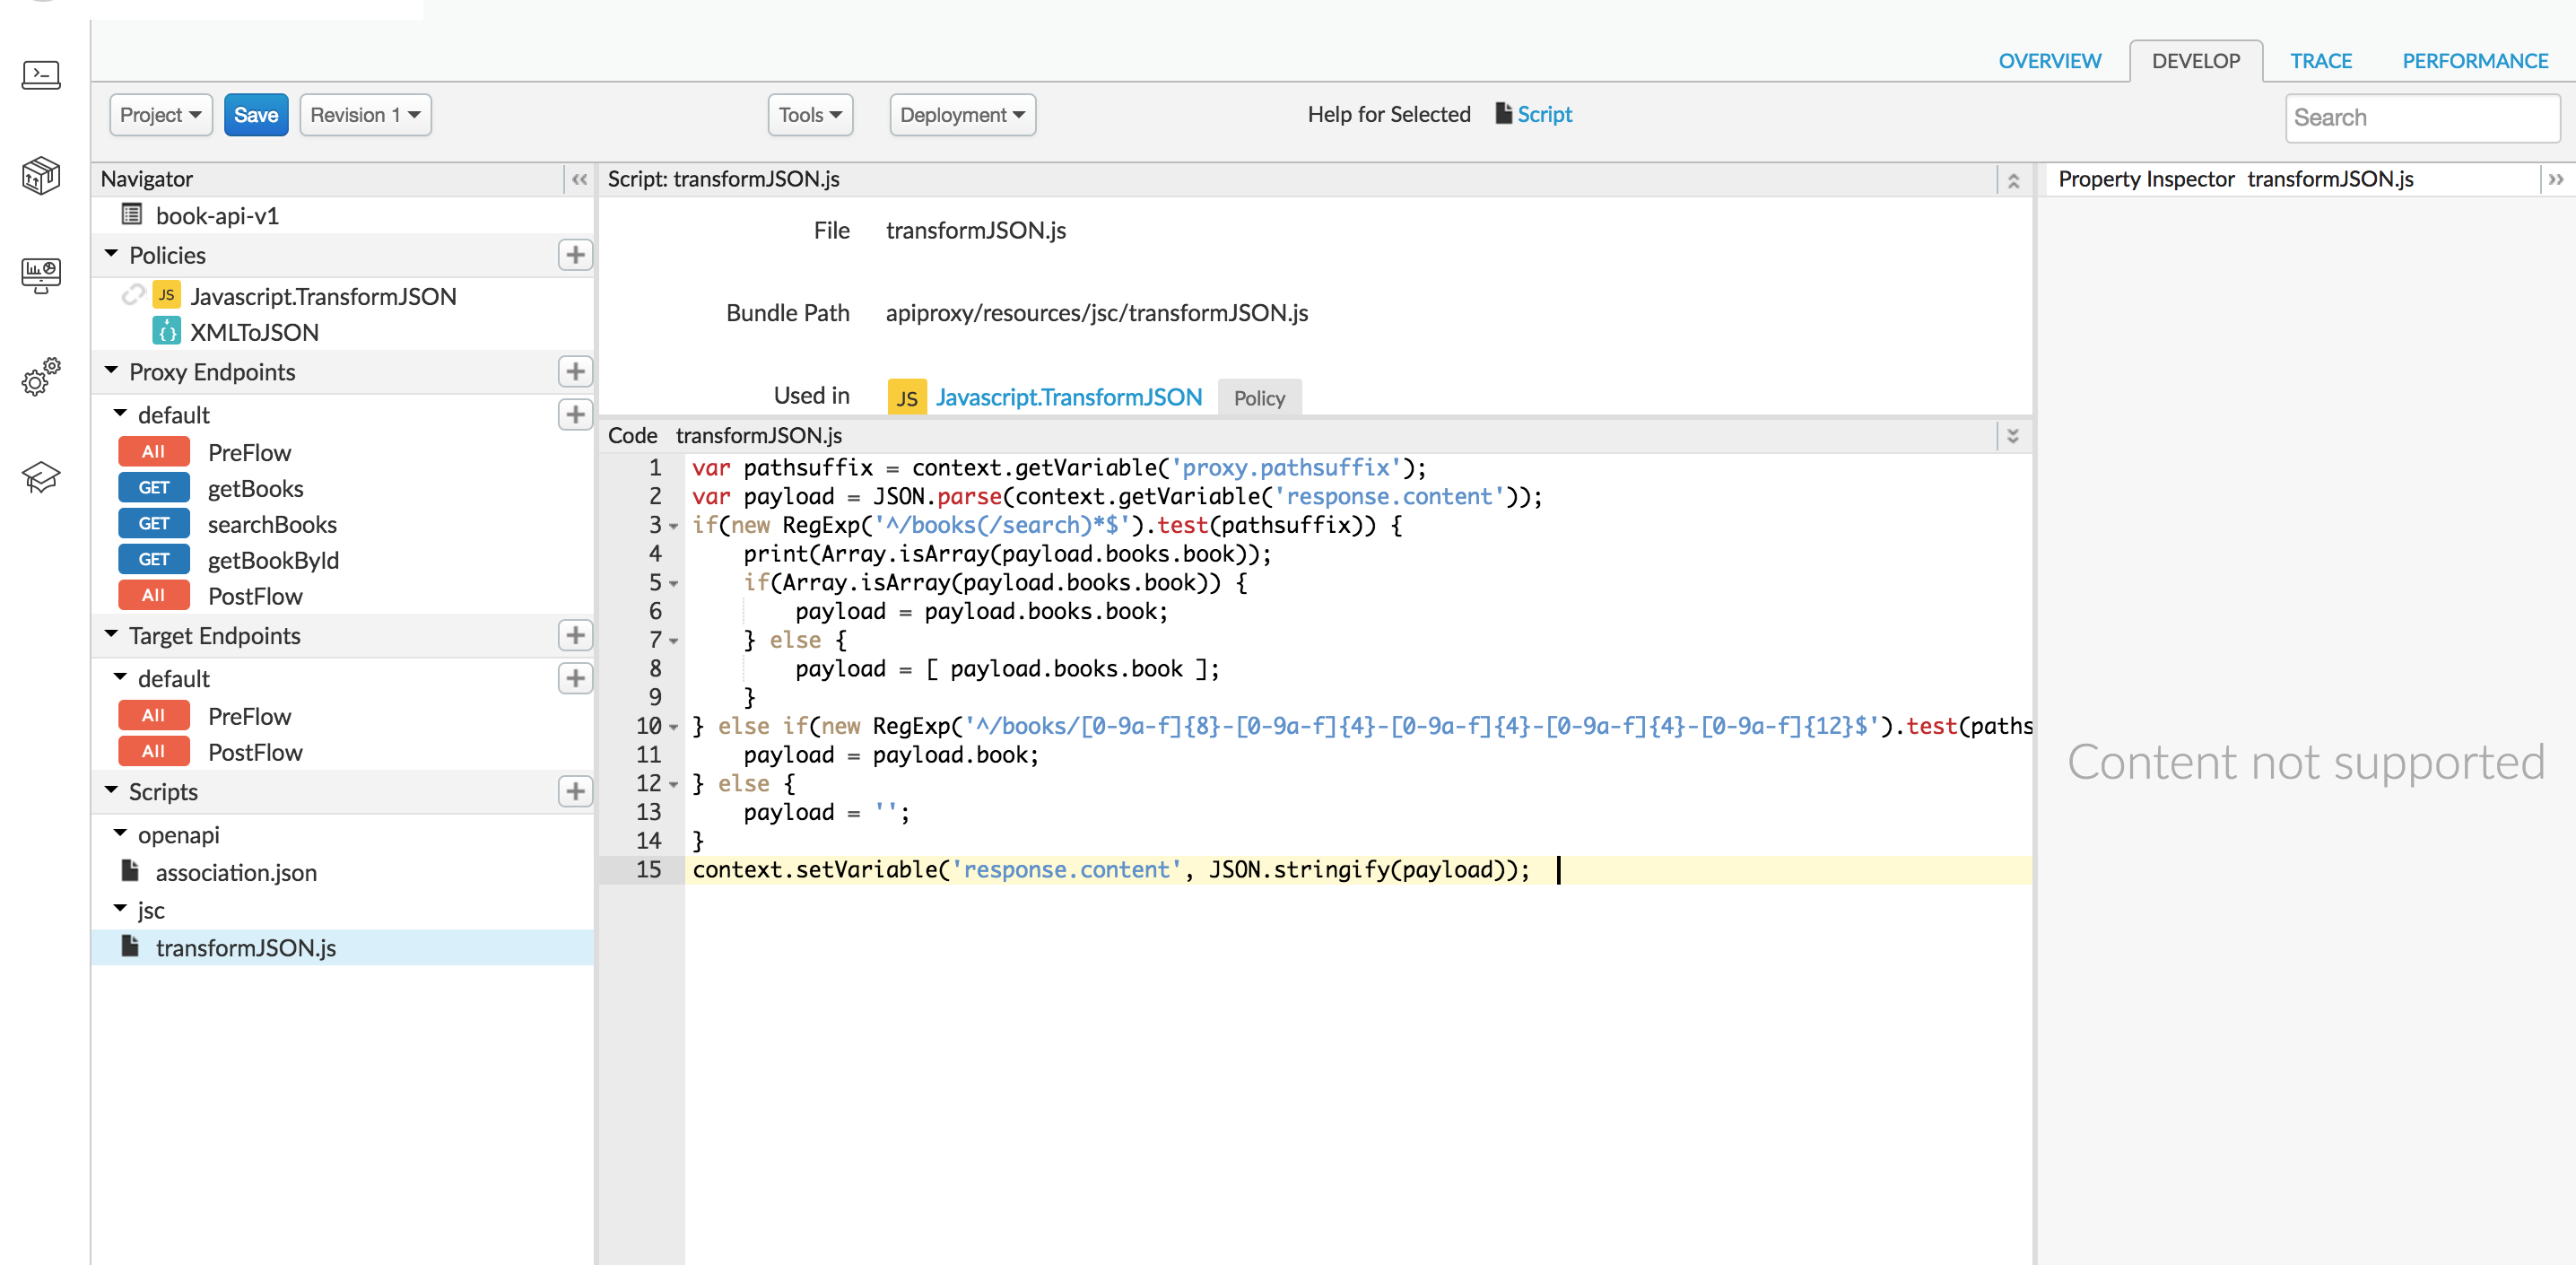 OVERVIEW DEVELOP TRACE PERFORMANCE
Project Save Revision 1 Tools Deployment Help for Selected Script Search
Navigator
book-api-v1
Policies
JS Javascript.TransformJSON
XMLToJSON
Proxy Endpoints
default
All PreFlow
GET getBooks
GET searchBooks
GET getBookById
All PostFlow
Target Endpoints
default
All PreFlow
All PostFlow
Scripts
openapi
association.json
jsc
transformJSON.js
Script: transformJSON.js
File transformJSON.js
Bundle Path apiproxy/resources/jsc/transformJSON.js
Used in JS Javascript.TransformJSON Policy
Code transformJSON.js
1 var pathsuffix = context.getVariable('proxy.pathsuffix');
2 var payload = JSON.parse(context.getVariable('response.content'));
3 if(new RegExp('^/books(/search)*$').test(pathsuffix)) {
4 print(Array.isArray(payload.books.book));
5 if(Array.isArray(payload.books.book)) {
6 payload = payload.books.book;
7 } else {
8 payload = [ payload.books.book ];
9 }
10 } else if(new RegExp('^/books/[0-9a-f]{8}-[0-9a-f]{4}-[0-9a-f]{4}-[0-9a-f]{4}-[0-9a-f]{12}$').test(paths
11 payload = payload.book;
12 } else {
13 payload = '';
14 }
15 context.setVariable('response.content', JSON.stringify(payload));
Property Inspector transformJSON.js
Content not supported